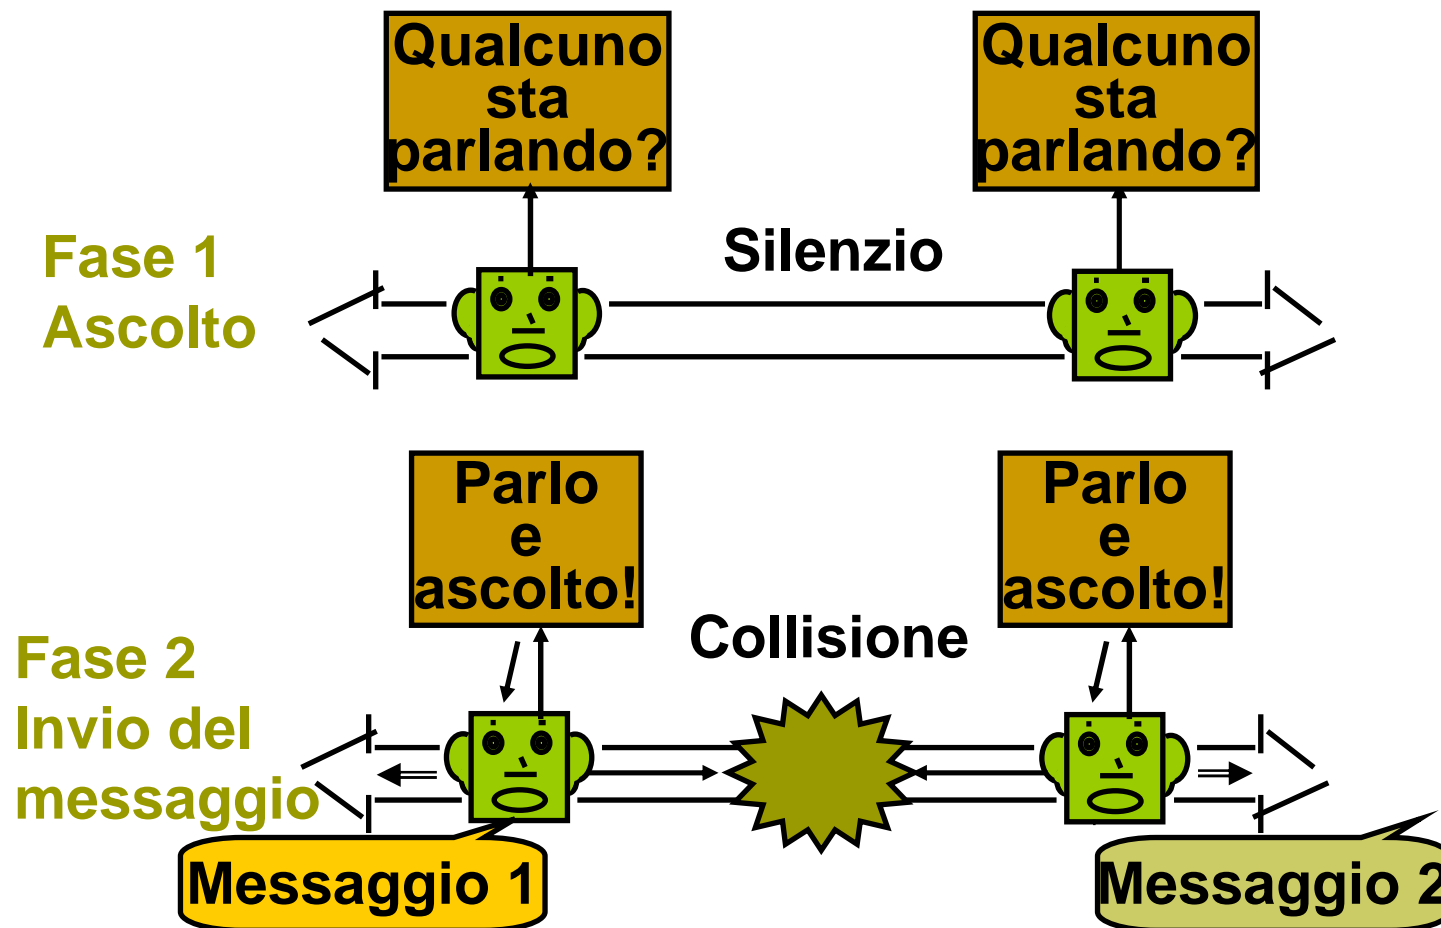 Qualcuno
sta
parlando?
Qualcuno
sta
parlando?
Fase 1
Ascolto
Silenzio
Parlo
e
ascolto!
Parlo
e
ascolto!
Fase 2
Invio del
messaggio
Collisione
Messaggio 1
Messaggio 2